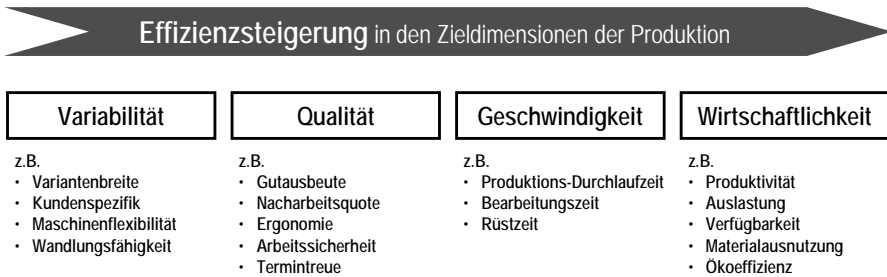 Effizienzsteigerung in den Zieldimensionen der Produktion
Variabilität
z.B.
• Variantenbreite
• Kundenspezifik
• Maschinenflexibilität
• Wandlungsfähigkeit
Qualität
z.B.
• Gutausbeute
• Nacharbeitsquote
• Ergonomie
• Arbeitssicherheit
• Termintreue
Geschwindigkeit
z.B.
• Produktions-Durchlaufzeit
• Bearbeitungszeit
• Rüstzeit
Wirtschaftlichkeit
z.B.
• Produktivität
• Auslastung
• Verfügbarkeit
• Materialausnutzung
• Ökoeffizienz